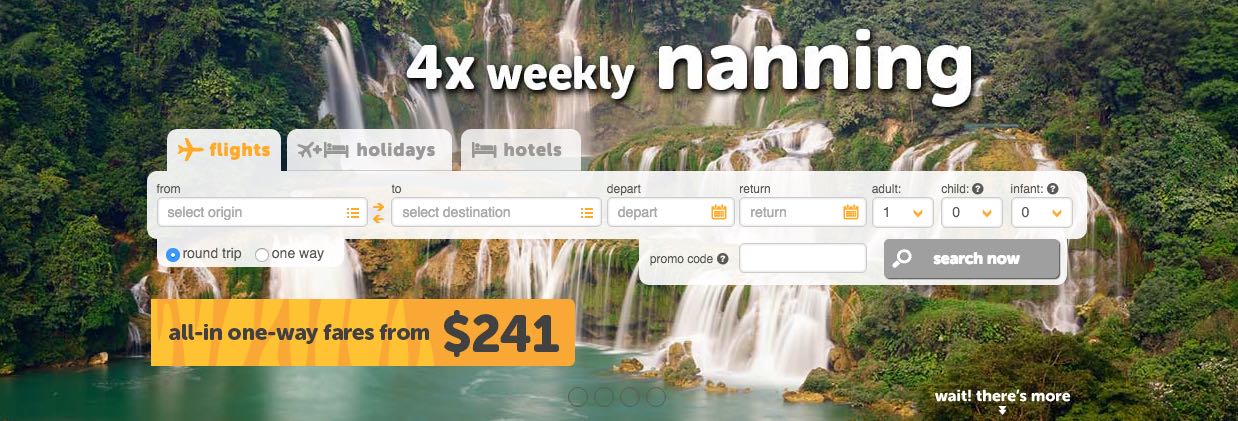 4x weekly nanning
flights holidays hotels
from to depart return adult: child: ? infant: ?
select origin select destination depart return 1 0 0
round trip one way
promo code ? search now
all-in one-way fares from $241
wait! there's more